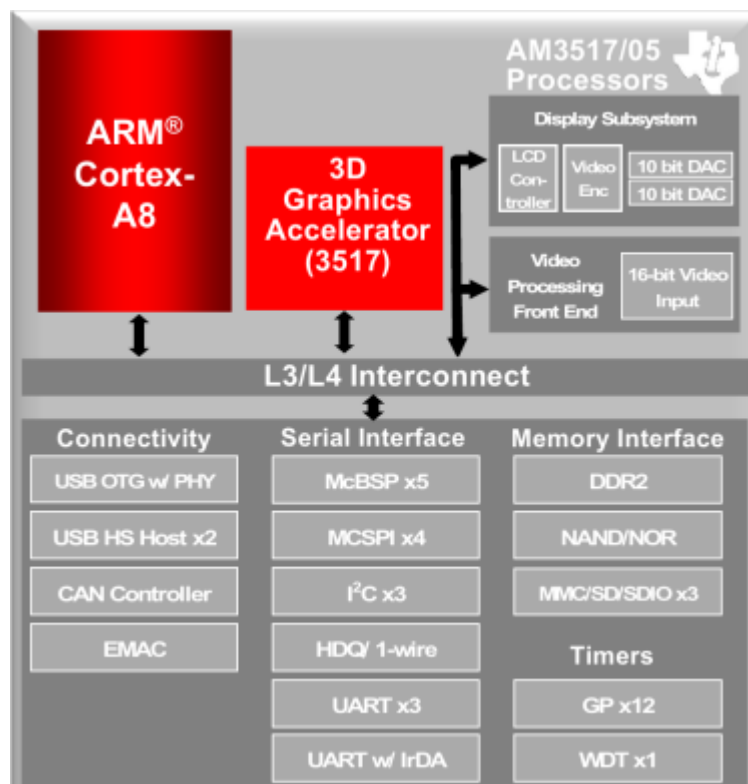 AM3517/05
Processors
ARM®
Cortex-
A8
3D
Graphics
Accelerator
(3517)
Display Subsystem
LCD
Con-
troller
Video
Enc
10 bit DAC
10 bit DAC
Video
Processing
Front End
16-bit Video
Input
L3/L4 Interconnect
Connectivity
USB OTG w/ PHY
USB HS Host x2
CAN Controller
EMAC
Serial Interface
McBSP x5
MCSPI x4
I²C x3
HDQ/ 1-wire
UART x3
UART w/ IrDA
Memory Interface
DDR2
NAND/NOR
MMC/SD/SDIO x3
Timers
GP x12
WDT x1